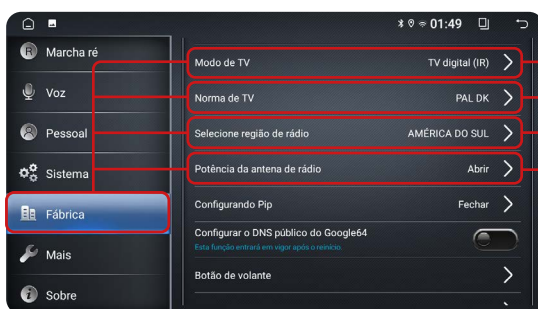 01:49
R Marcha ré
Voz
Pessoal
Sistema
Fábrica
Mais
i Sobre
Modo de TV TV digital (IR)
Norma de TV PAL DK
Selecione região de rádio AMÉRICA DO SUL
Potência da antena de rádio Abrir
Configurando Pip Fechar
Configurar o DNS público do Google64
Esta função entrará em vigor após o reinício.
Botão de volante